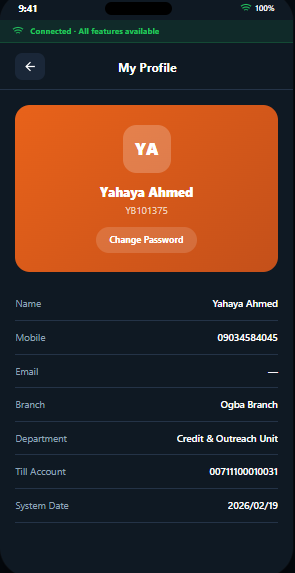 9:41 100%
Connected · All features available
My Profile
YA
Yahaya Ahmed
YB101375
Change Password
Name Yahaya Ahmed
Mobile 09034584045
Email —
Branch Ogba Branch
Department Credit & Outreach Unit
Till Account 00711100010031
System Date 2026/02/19